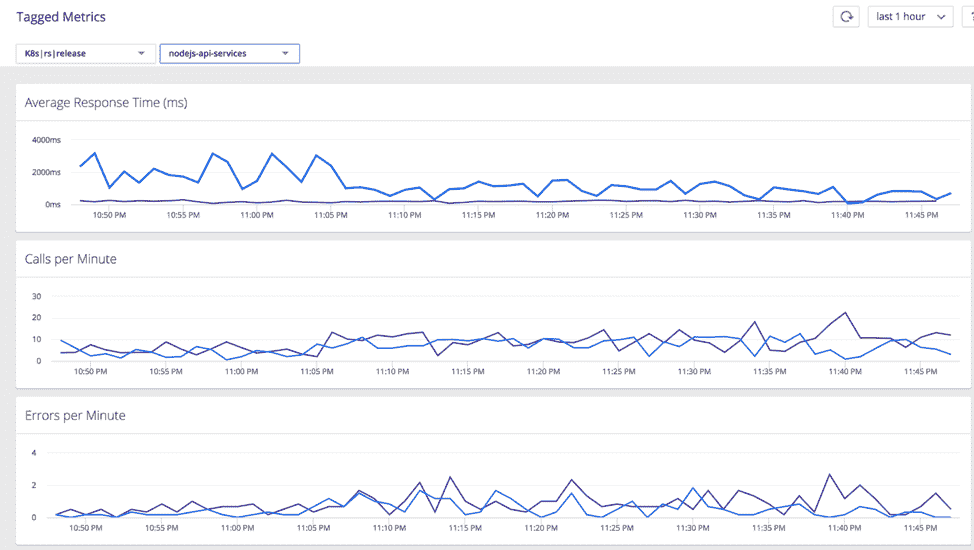 Tagged Metrics
last 1 hour
K8s|rs|release
nodejs-api-services
Average Response Time (ms)
4000ms
2000ms
0ms
10:50 PM 10:55 PM 11:00 PM 11:05 PM 11:10 PM 11:15 PM 11:20 PM 11:25 PM 11:30 PM 11:35 PM 11:40 PM 11:45 PM
Calls per Minute
30
20
10
0
10:50 PM 10:55 PM 11:00 PM 11:05 PM 11:10 PM 11:15 PM 11:20 PM 11:25 PM 11:30 PM 11:35 PM 11:40 PM 11:45 PM
Errors per Minute
4
2
0
10:50 PM 10:55 PM 11:00 PM 11:05 PM 11:10 PM 11:15 PM 11:20 PM 11:25 PM 11:30 PM 11:35 PM 11:40 PM 11:45 PM